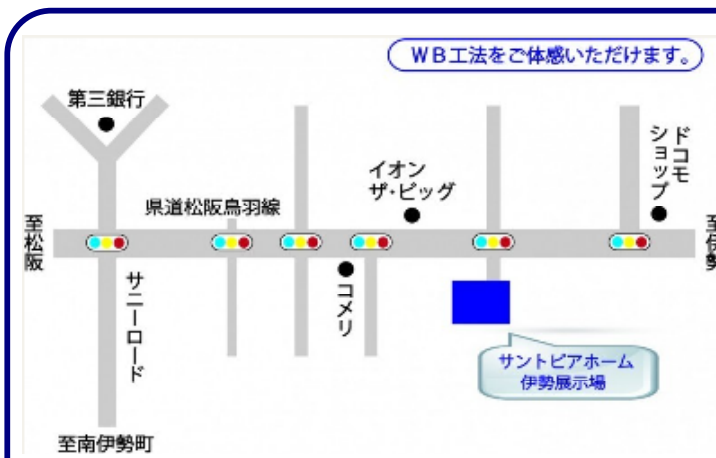 WB工法をご体感いただけます。
第三銀行
ドコモ
ショップ
イオン
ザ・ビッグ
県道松阪鳥羽線
至松阪
至伊勢
サニーロード
コメリ
サントピアホーム
伊勢展示場
至南伊勢町